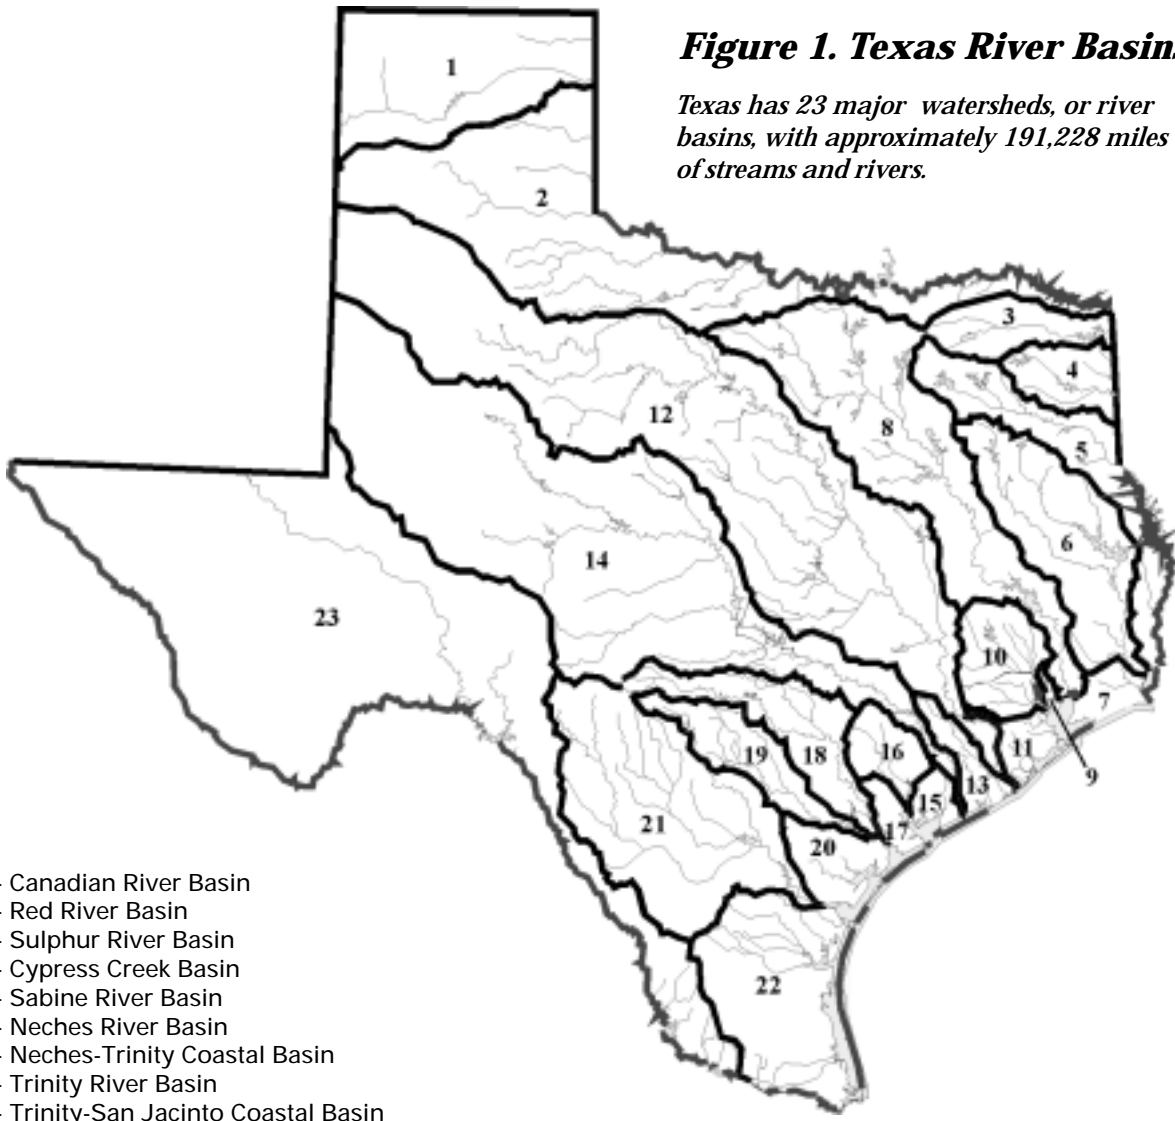 Figure 1. Texas River Basin
Texas has 23 major watersheds, or river
basins, with approximately 191,228 miles
of streams and rivers.
1
2
3
4
12
8
5
6
14
23
10
7
19
18
16
11
9
13
15
21
17
20
22
- Canadian River Basin
- Red River Basin
- Sulphur River Basin
- Cypress Creek Basin
- Sabine River Basin
- Neches River Basin
- Neches-Trinity Coastal Basin
- Trinity River Basin
- Trinity-San Jacinto Coastal Basin